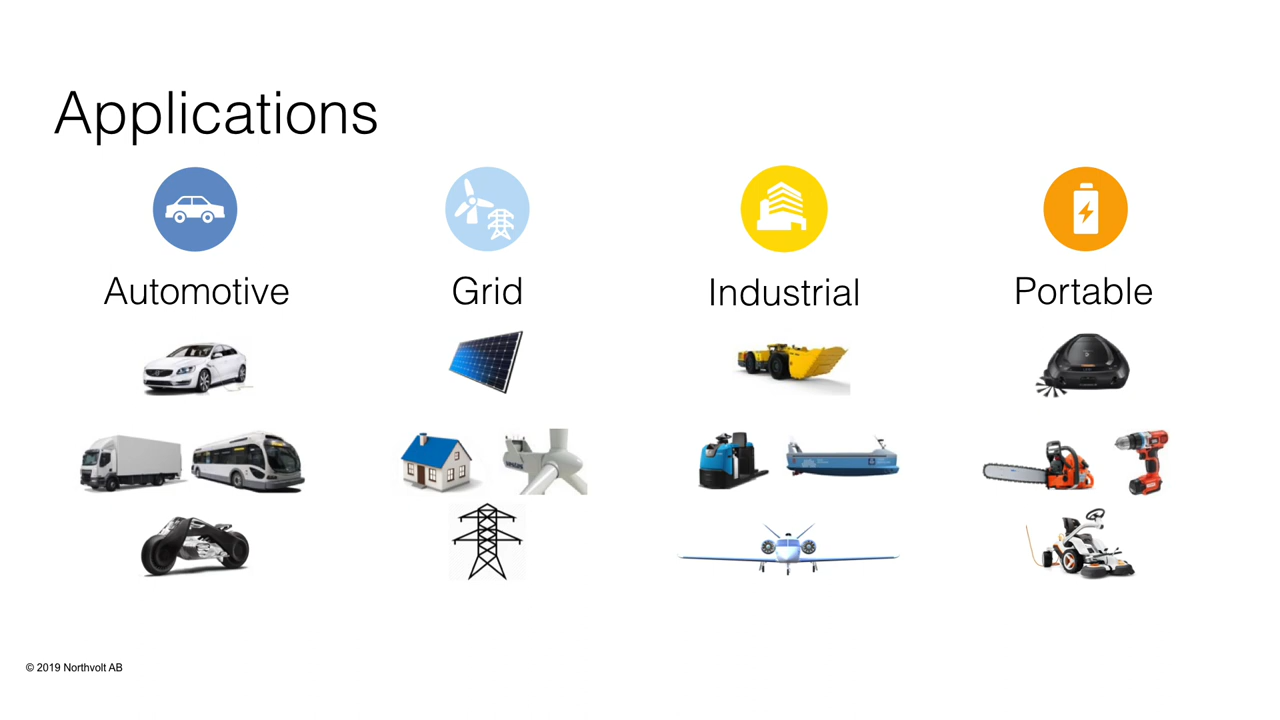 Applications
Automotive
Grid
Industrial
Portable
© 2019 Northvolt AB